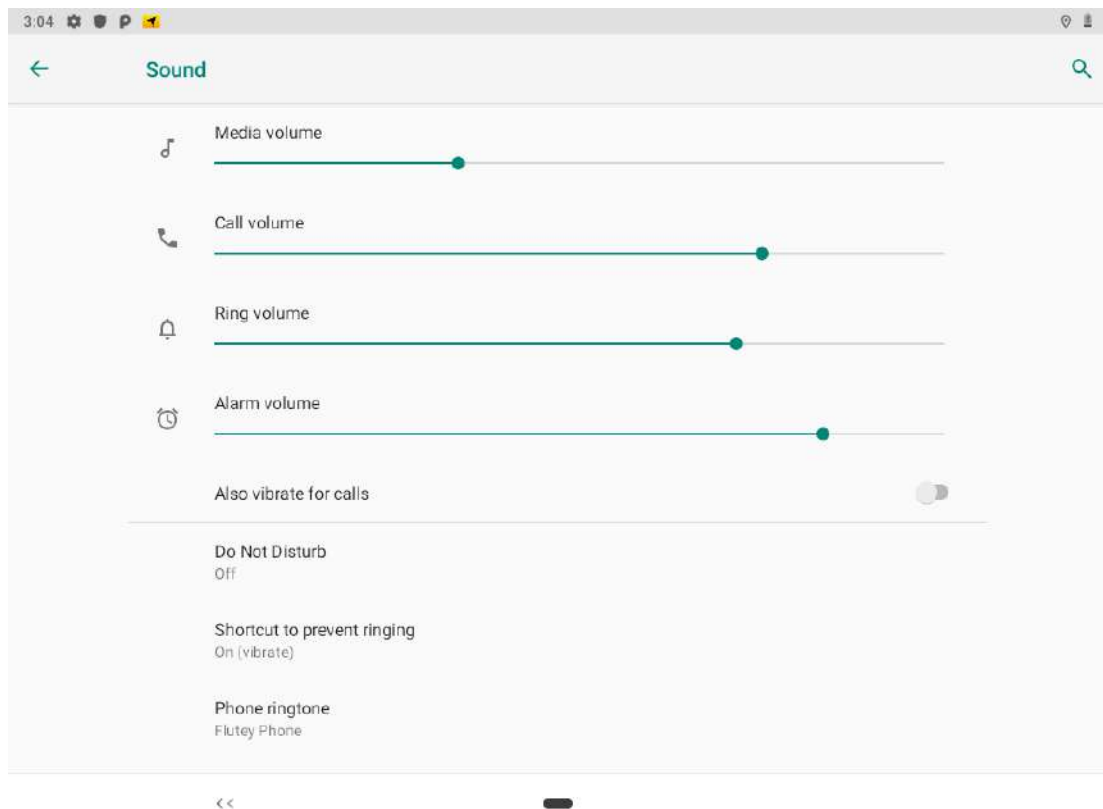 3:04 P
Sound
Media volume
Call volume
Ring volume
Alarm volume
Also vibrate for calls
Do Not Disturb
Off
Shortcut to prevent ringing
On (vibrate)
Phone ringtone
Flutey Phone
<<